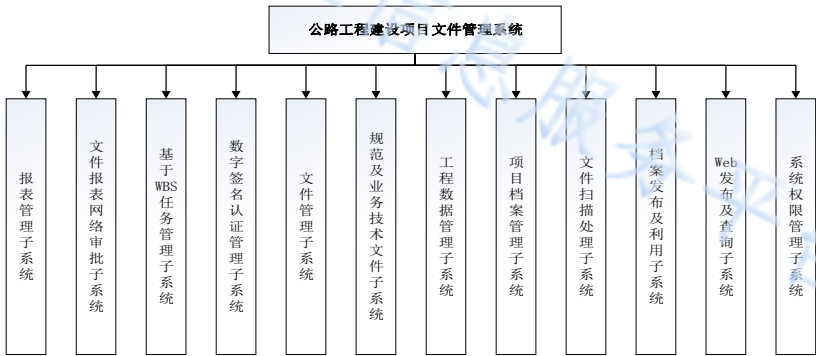 公路工程建设项目文件管理系统
报表管理子系统
文件报表网络审批子系统
基于WBS任务管理子系统
数字签名认证管理子系统
文件管理子系统
规范及业务技术文件子系统
工程数据管理子系统
项目档案管理子系统
文件扫描处理子系统
档案发布及利用子系统
Web发布及查询子系统
系统权限管理子系统
信息服务平台